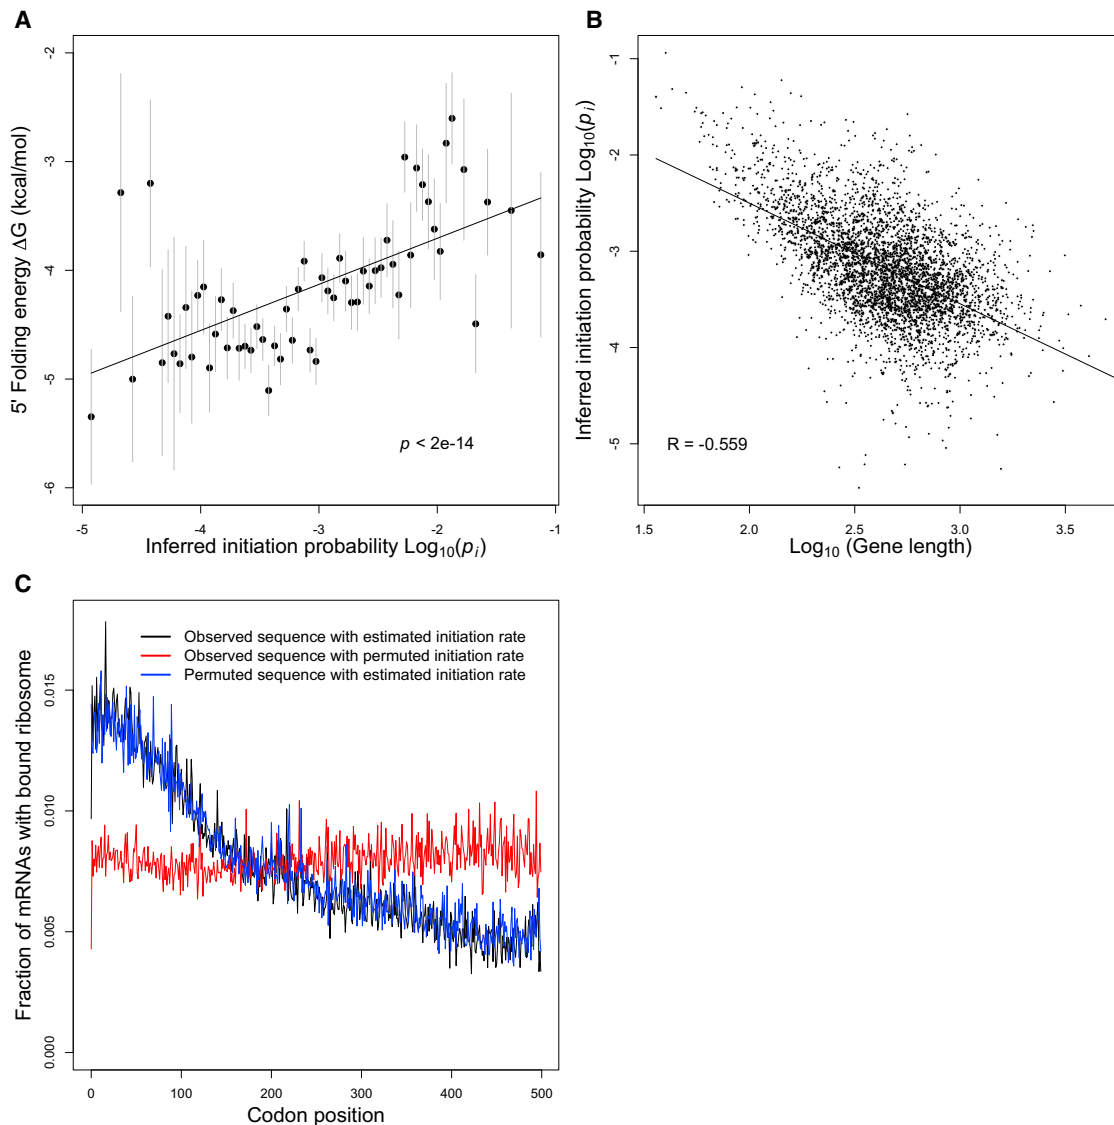 A
-2
-3
-4
-5
-6
5' Folding energy ΔG (kcal/mol)
p < 2e-14
-5 -4 -3 -2 -1
Inferred initiation probability Log10(pi)
B
-1
-2
-3
-4
-5
Inferred initiation probability Log10(pi)
R = -0.559
1.5 2.0 2.5 3.0 3.5
Log10 (Gene length)
C
Observed sequence with estimated initiation rate
Observed sequence with permuted initiation rate
Permuted sequence with estimated initiation rate
0.015
0.010
0.005
0.000
Fraction of mRNAs with bound ribosome
0 100 200 300 400 500
Codon position